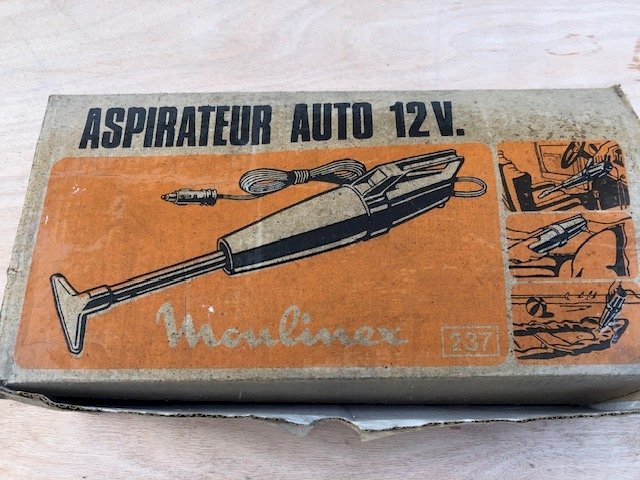 ASPIRATEUR AUTO 12 V.
Moulinex
237